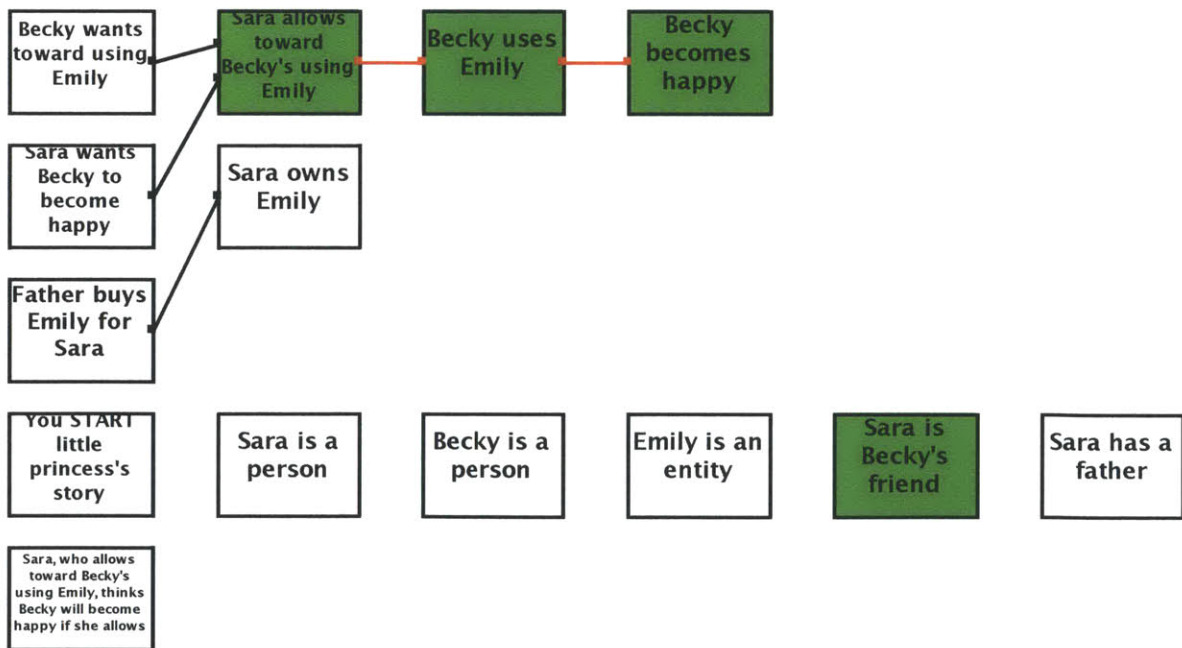 Becky wants
toward using
Emily
Sara allows
toward
Becky's using
Emily
Becky uses
Emily
Becky
becomes
happy
Sara wants
Becky to
become
happy
Sara owns
Emily
Father buys
Emily for
Sara
You START
little
princess's
story
Sara is a
person
Becky is a
person
Emily is an
entity
Sara is
Becky's
friend
Sara has a
father
Sara, who allows
toward Becky's
using Emily, thinks
Becky will become
happy if she allows